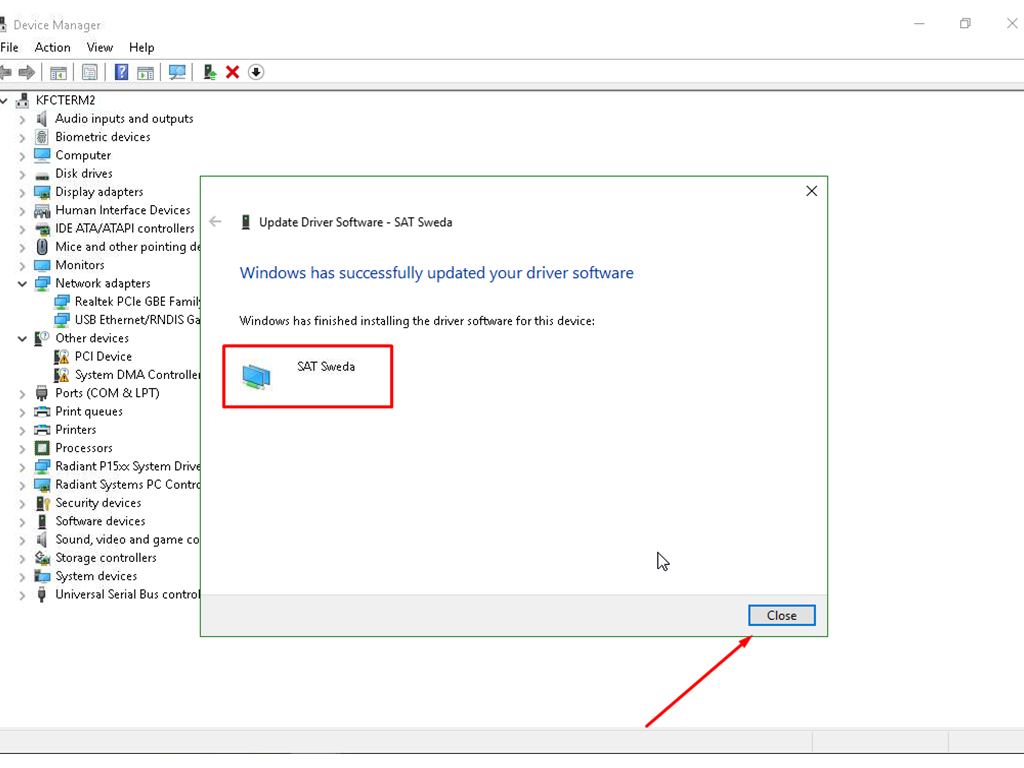 Device Manager
File Action View Help
KFCTERM2
Audio inputs and outputs
Biometric devices
Computer
Disk drives
Display adapters
Human Interface Devices
IDE ATA/ATAPI controllers
Mice and other pointing de
Monitors
Network adapters
Realtek PCIe GBE Family
USB Ethernet/RNDIS Ga
Other devices
PCI Device
System DMA Controller
Ports (COM & LPT)
Print queues
Printers
Processors
Radiant P15xx System Drive
Radiant Systems PC Contro
Security devices
Software devices
Sound, video and game co
Storage controllers
System devices
Universal Serial Bus control
Update Driver Software - SAT Sweda
Windows has successfully updated your driver software
Windows has finished installing the driver software for this device:
SAT Sweda
Close